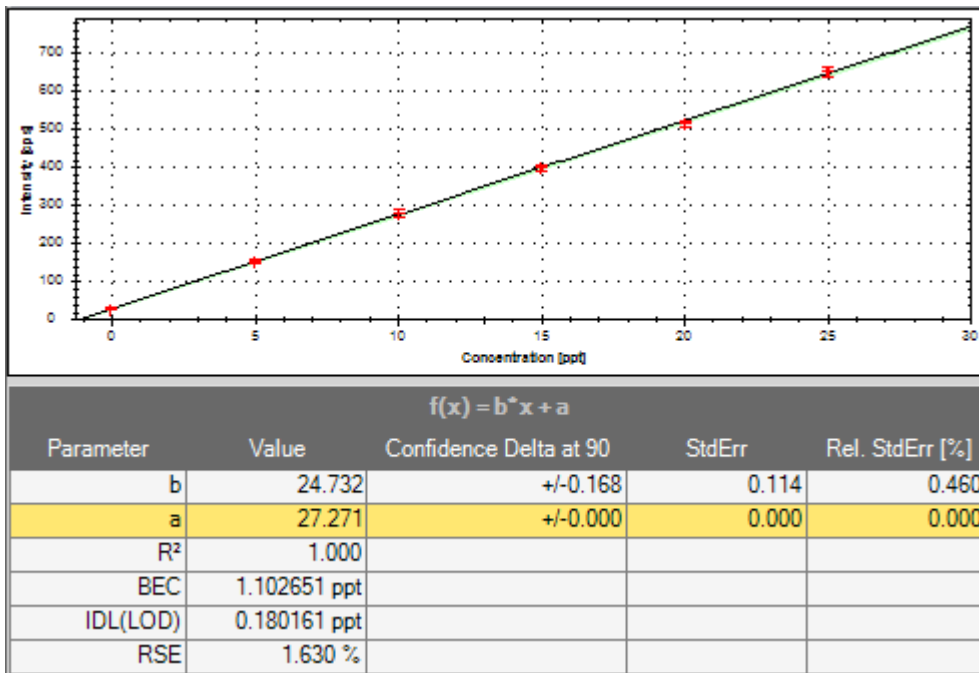 700
600
500
400
300
200
100
0
Intensity [cps]
0 5 10 15 20 25 30
Concentration [ppt]
f(x) = b*x + a
Parameter Value Confidence Delta at 90 StdErr Rel. StdErr [%]
b 24.732 +/-0.168 0.114 0.460
a 27.271 +/-0.000 0.000 0.000
R² 1.000
BEC 1.102651 ppt
IDL(LOD) 0.180161 ppt
RSE 1.630 %